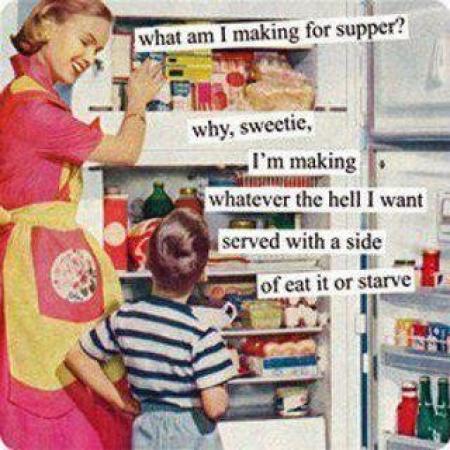 what am I making for supper?
why, sweetie,
I'm making
whatever the hell I want
served with a side
of eat it or starve